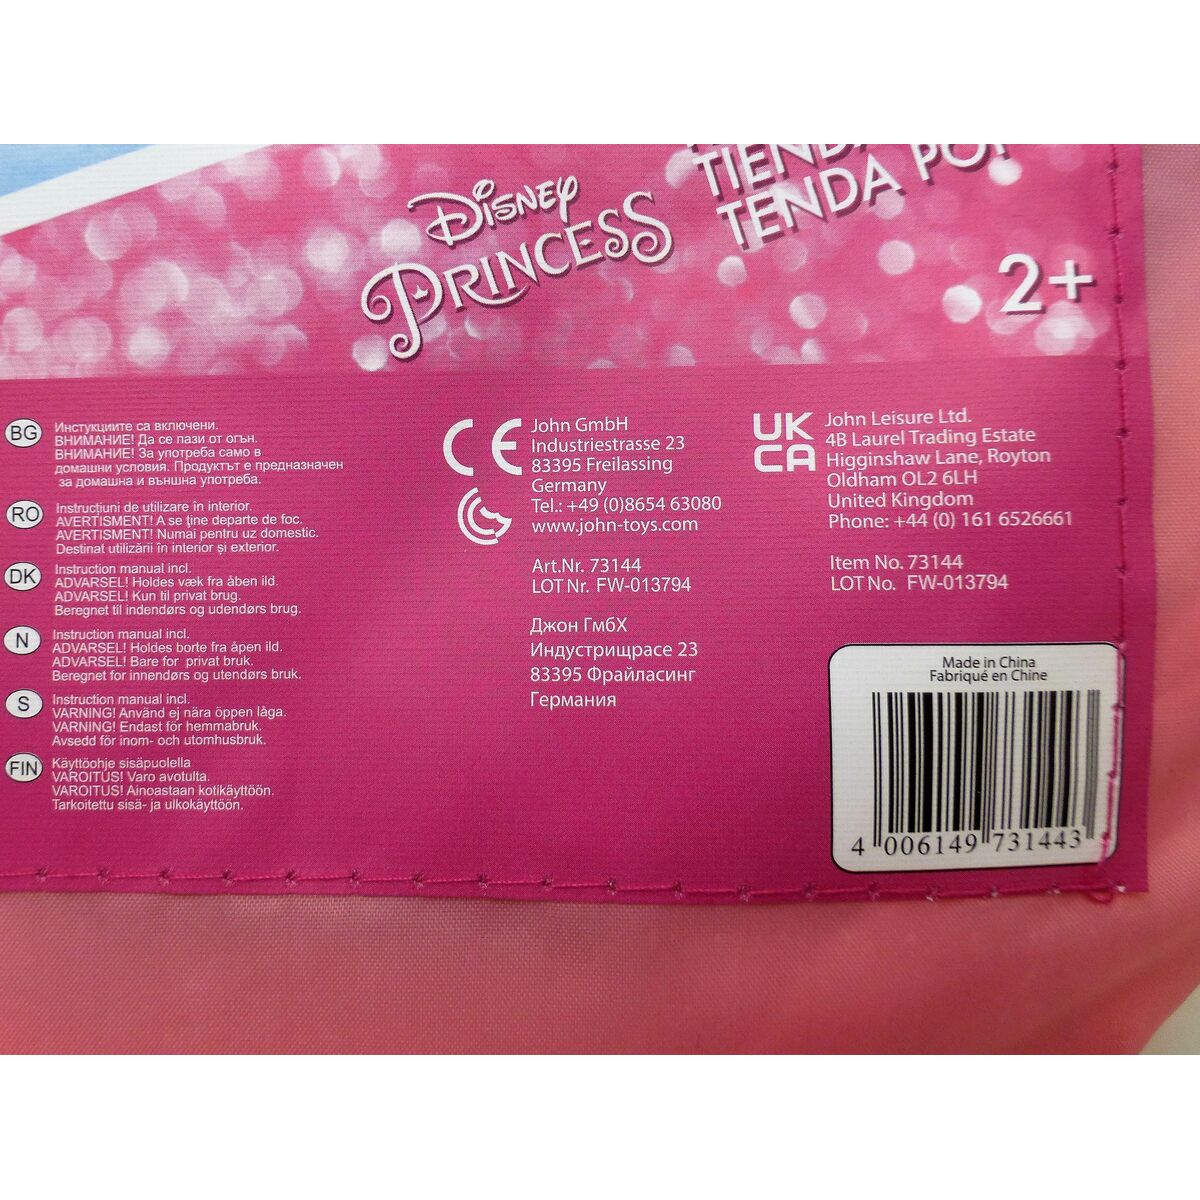 TIENDA
TENDA
Disney
PRINCESS
2+
BG
Инстукциите са включени.
ВНИМАНИЕ! Да се пази от огън.
ВНИМАНИЕ! За употреба само в
домашни условия. Продуктът е предназначен
за домашна и външна употреба.
RO
Instrucțiuni de utilizare în interior.
AVERTISMENT! A se ține departe de foc.
AVERTISMENT! Numai pentru uz domestic.
Destinat utilizării în interior și exterior.
DK
Instruction manual incl.
ADVARSEL! Holdes væk fra åben ild.
ADVARSEL! Kun til privat brug.
Beregnet til indendørs og udendørs brug.
N
Instruction manual incl.
ADVARSEL! Holdes borte fra åpen ild.
ADVARSEL! Bare for privat bruk.
Beregnet for innendørs og utendørs bruk.
S
Instruction manual incl.
VARNING! Använd ej nära öppen låga.
VARNING! Endast för hemmabruk.
Avsedd för inom- och utomhusbruk.
FIN
Käyttöohje sisäpuolella
VAROITUS! Varo avotulta.
VAROITUS! Ainoastaan kotikäyttöön.
Tarkoitettu sisä- ja ulkokäyttöön.
CE
John GmbH
Industriestrasse 23
83395 Freilassing
Germany
Tel.: +49 (0)8654 63080
www.john-toys.com
Art.Nr. 73144
LOT Nr. FW-013794
Джон ГмбХ
Индустрищрасе 23
83395 Фрайласинг
Германия
UK
CA
John Leisure Ltd.
4B Laurel Trading Estate
Higginshaw Lane, Royton
Oldham OL2 6LH
United Kingdom
Phone: +44 (0) 161 6526661
Item No. 73144
LOT No. FW-013794
Made in China
Fabriqué en Chine
4 006149 731443